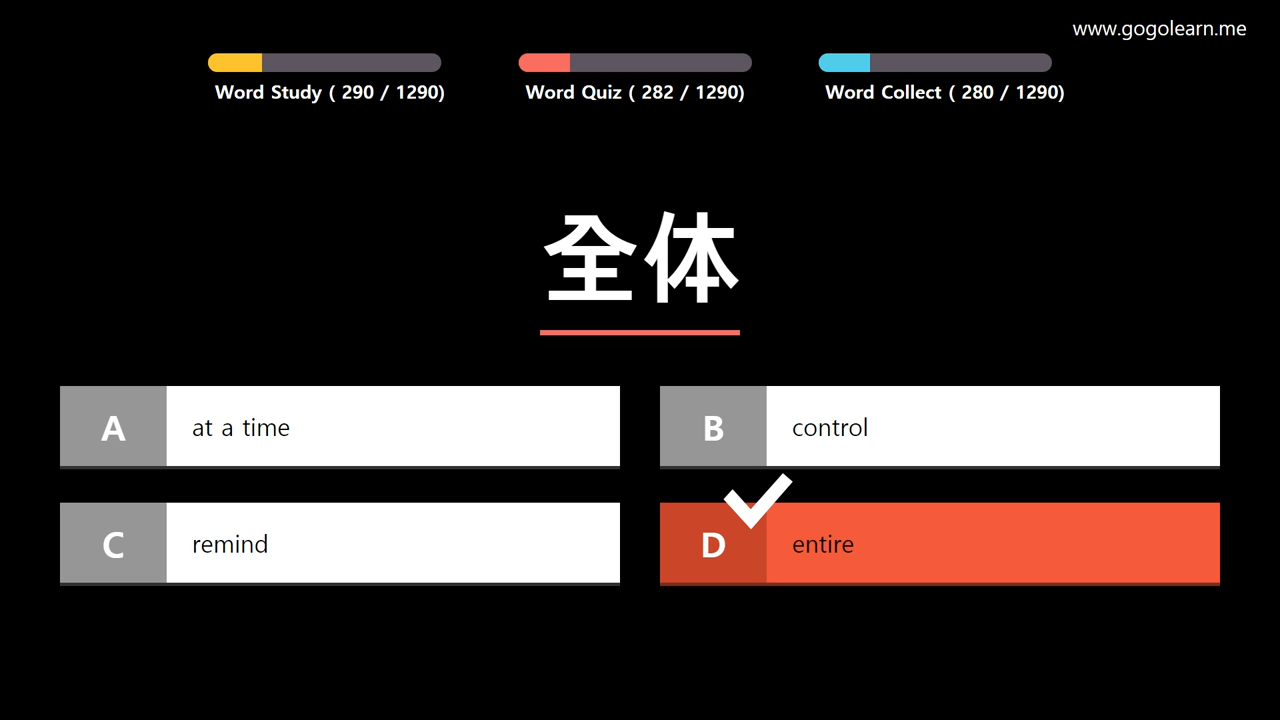 www.gogolearn.me
Word Study ( 290 / 1290)
Word Quiz ( 282 / 1290)
Word Collect ( 280 / 1290)
全体
A at a time
B control
C remind
D entire